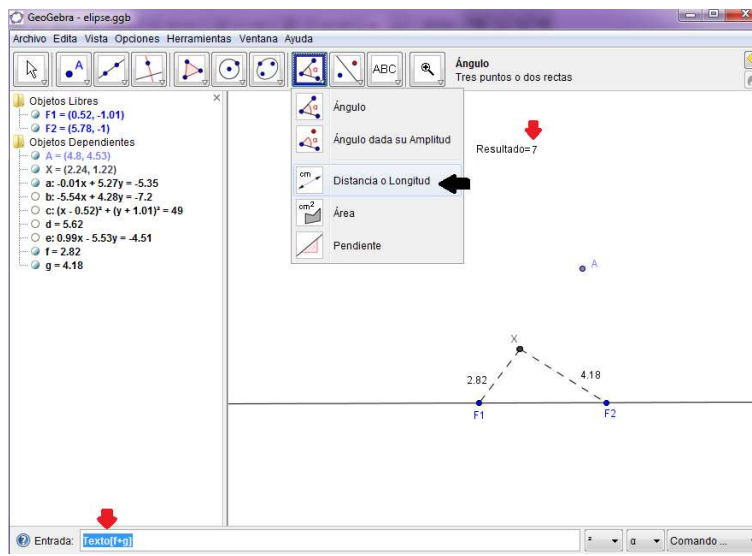 GeoGebra - elipse.ggb
Archivo Edita Vista Opciones Herramientas Ventana Ayuda
ABC
Ángulo
Tres puntos o dos rectas
Objetos Libres
F1 = (0.52, -1.01)
F2 = (5.78, -1)
Objetos Dependientes
A = (4.8, 4.53)
X = (2.24, 1.22)
a: -0.01x + 5.27y = -5.35
b: -5.54x + 4.28y = -7.2
c: (x - 0.52)² + (y + 1.01)² = 49
d = 5.62
e: 0.99x - 5.53y = -4.51
f = 2.82
g = 4.18
Ángulo
Ángulo dada su Amplitud
cm
Distancia o Longitud
cm²
Área
Pendiente
Resultado=7
A
X
2.82
4.18
F1
F2
Entrada:
Texto[f+g]
²
α
Comando ...